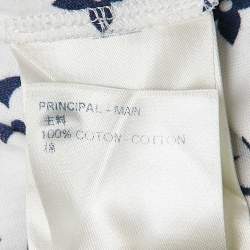 PRINCIPAL - MAIN
主料
100% COTON - COTTON
棉